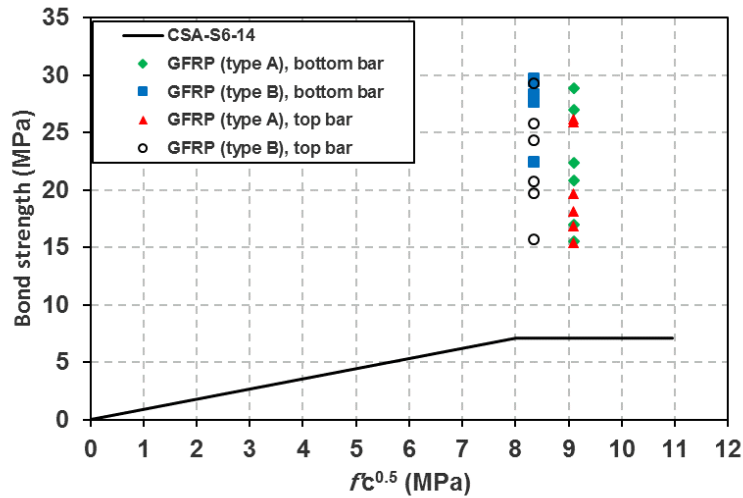 35
30
25
20
15
10
5
0
Bond strength (MPa)
CSA-S6-14
GFRP (type A), bottom bar
GFRP (type B), bottom bar
GFRP (type A), top bar
GFRP (type B), top bar
0 1 2 3 4 5 6 7 8 9 10 11 12
f'c^0.5 (MPa)